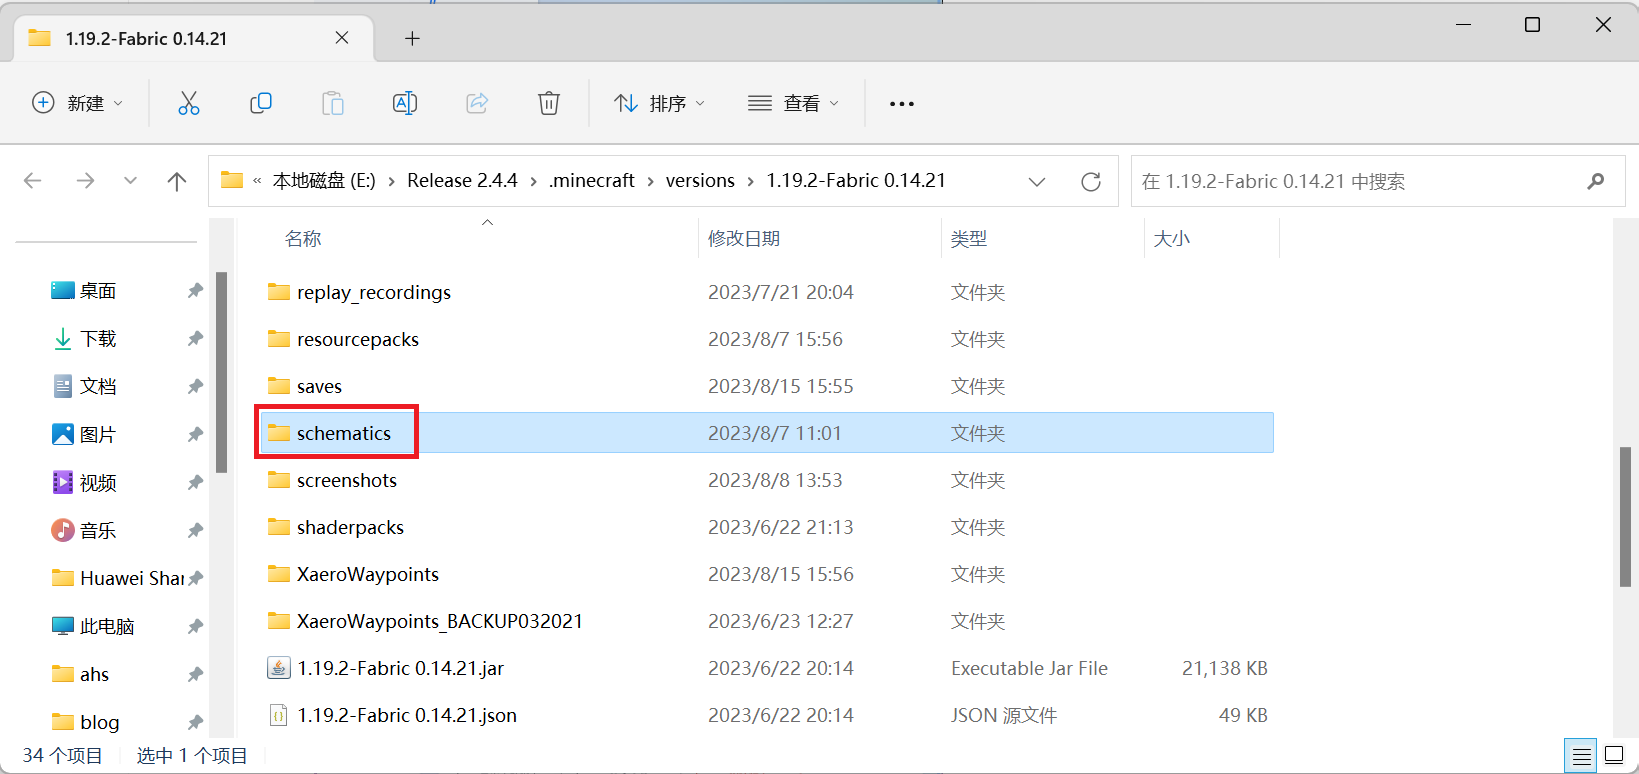 1.19.2-Fabric 0.14.21
新建
排序
查看
« 本地磁盘 (E:) › Release 2.4.4 › .minecraft › versions › 1.19.2-Fabric 0.14.21
在 1.19.2-Fabric 0.14.21 中搜索
名称 修改日期 类型 大小
桌面
下载
文档
图片
视频
音乐
Huawei Shar
此电脑
ahs
blog
replay_recordings 2023/7/21 20:04 文件夹
resourcepacks 2023/8/7 15:56 文件夹
saves 2023/8/15 15:55 文件夹
schematics 2023/8/7 11:01 文件夹
screenshots 2023/8/8 13:53 文件夹
shaderpacks 2023/6/22 21:13 文件夹
XaeroWaypoints 2023/8/15 15:56 文件夹
XaeroWaypoints_BACKUP032021 2023/6/23 12:27 文件夹
1.19.2-Fabric 0.14.21.jar 2023/6/22 20:14 Executable Jar File 21,138 KB
1.19.2-Fabric 0.14.21.json 2023/6/22 20:14 JSON 源文件 49 KB
34 个项目 选中 1 个项目